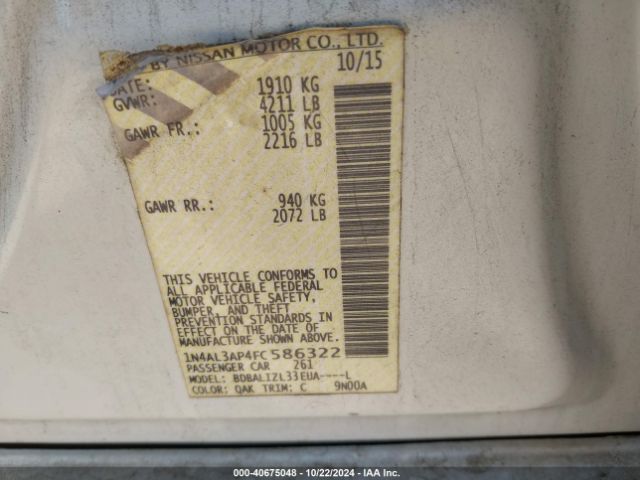 BY NISSAN MOTOR CO., LTD.
DATE: 10/15
GVWR: 1910 KG
4211 LB
GAWR FR.: 1005 KG
2216 LB
GAWR RR.: 940 KG
2072 LB
THIS VEHICLE CONFORMS TO
ALL APPLICABLE FEDERAL
MOTOR VEHICLE SAFETY,
BUMPER, AND THEFT
PREVENTION STANDARDS IN
EFFECT ON THE DATE OF
MANUFACTURE SHOWN ABOVE.
1N4AL3AP4FC586322
PASSENGER CAR 261
MODEL: BDBALIZL33EUA----L
COLOR: QAK TRIM: C 9N00A
000-40675048 - 10/22/2024 - IAA Inc.